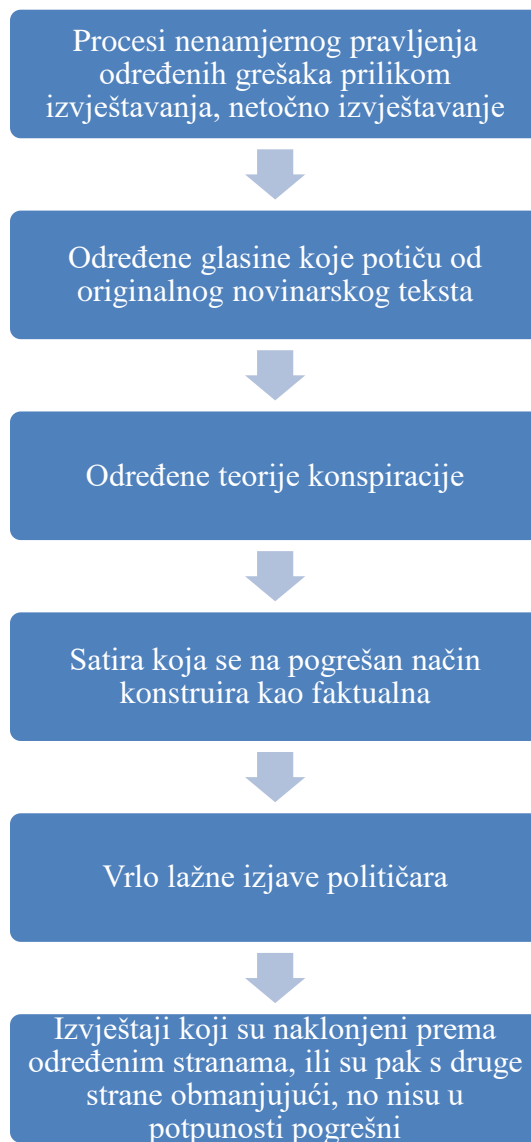 Procesi nenamjernog pravljenja
određenih grešaka prilikom
izvještavanja, netočno izvještavanje
Određene glasine koje potiču od
originalnog novinarskog teksta
Određene teorije konspiracije
Satira koja se na pogrešan način
konstruira kao faktualna
Vrlo lažne izjave političara
Izvještaji koji su naklonjeni prema
određenim stranama, ili su pak s druge
strane obmanjujući, no nisu u
potpunosti pogrešni